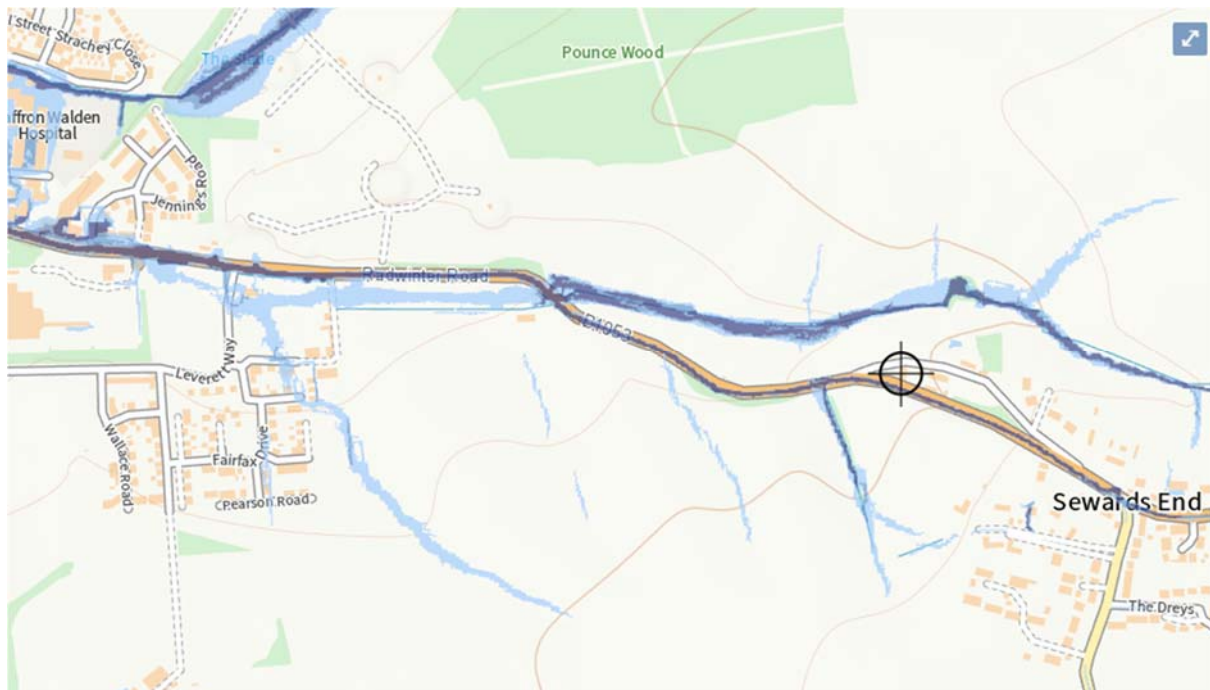 l Street
Strachey Close
The Slade
Pounce Wood
affron Walden
Hospital
Jennings Road
Radwinter Road
B1053
Leverett Way
Wallace Road
Fairfax Drive
Pearson Road
Sewards End
The Dreys